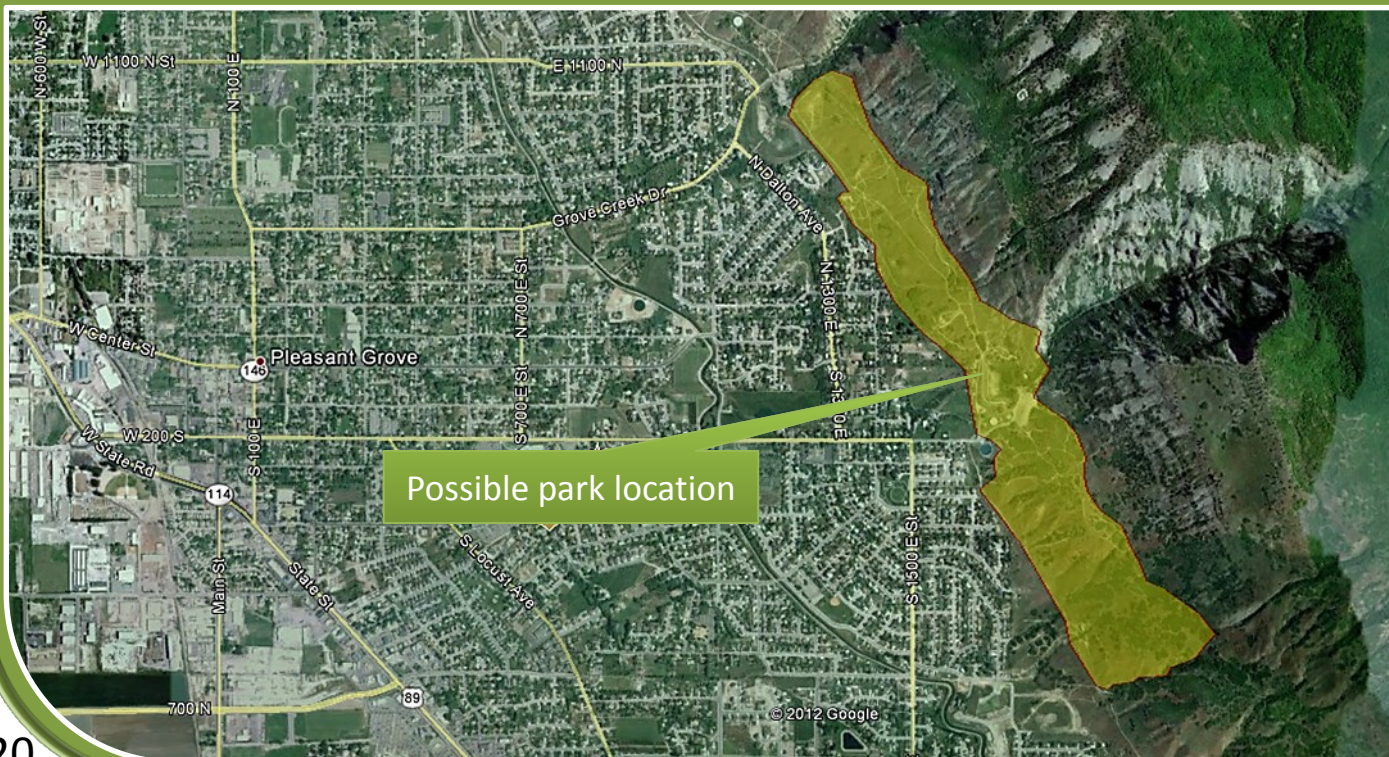 N 600 W St
W 1100 N St
N 100 E
E 1100 N
N Dalton Ave
Grove Creek Dr
N 700 E St
N 1300 E
W Center St
146
Pleasant Grove
S 700 E St
S 1300 E
W 200 S
S 100 E
W State Rd
Possible park location
114
S Locust Ave
S 1500 E St
Main St
State St
89
700 N
© 2012 Google
20